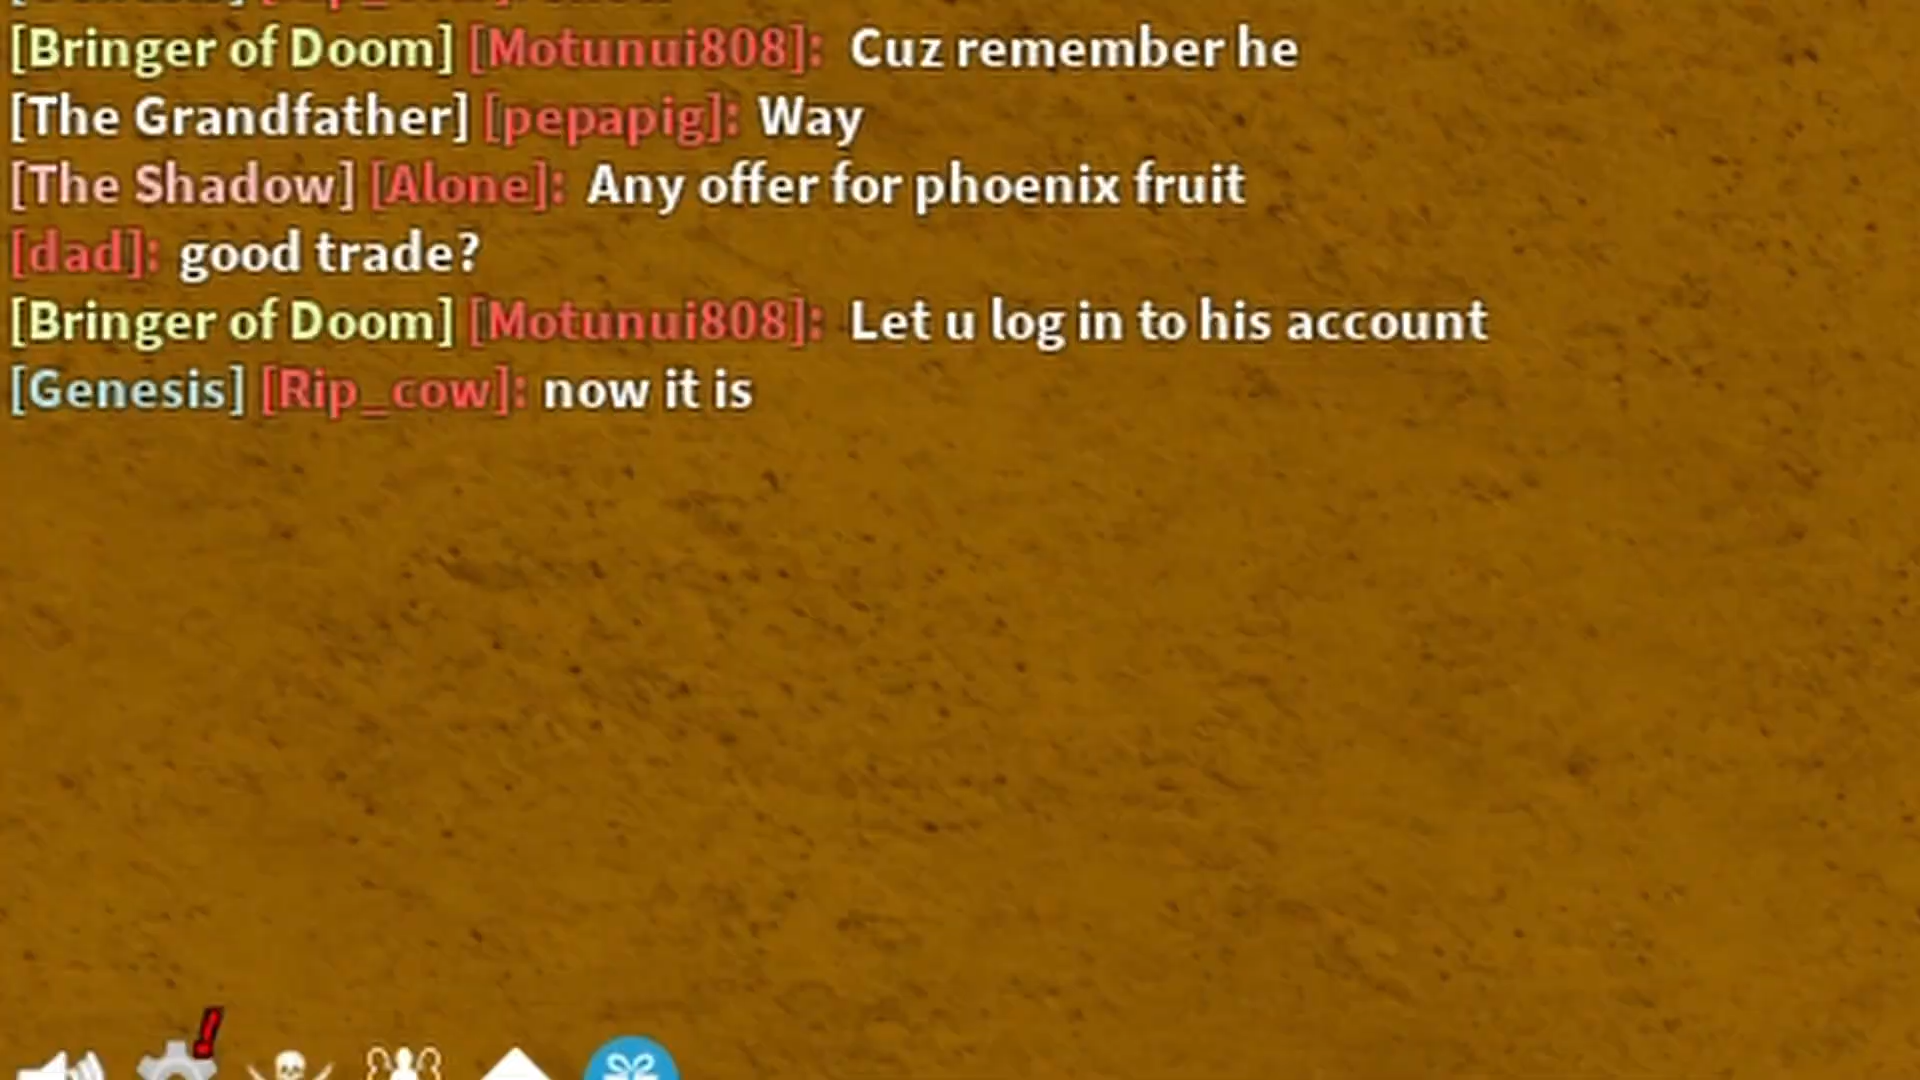 [Bringer of Doom] [Motunui808]: Cuz remember he
[The Grandfather] [pepapig]: Way
[The Shadow] [Alone]: Any offer for phoenix fruit
[dad]: good trade?
[Bringer of Doom] [Motunui808]: Let u log in to his account
[Genesis] [Rip_cow]: now it is